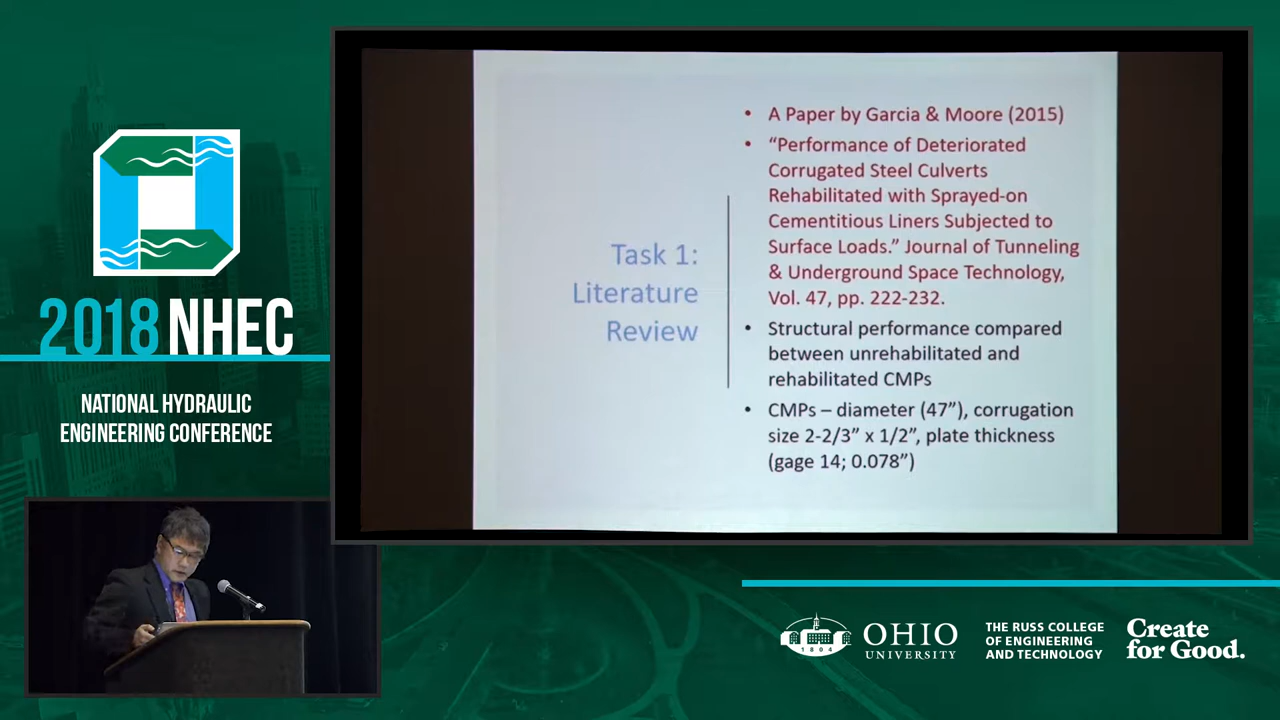 2018 NHEC
NATIONAL HYDRAULIC
ENGINEERING CONFERENCE
Task 1:
Literature
Review
• A Paper by Garcia & Moore (2015)
• “Performance of Deteriorated
Corrugated Steel Culverts
Rehabilitated with Sprayed-on
Cementitious Liners Subjected to
Surface Loads.” Journal of Tunneling
& Underground Space Technology,
Vol. 47, pp. 222-232.
• Structural performance compared
between unrehabilitated and
rehabilitated CMPs
• CMPs – diameter (47”), corrugation
size 2-2/3” x 1/2”, plate thickness
(gage 14; 0.078”)
1804
OHIO
UNIVERSITY
THE RUSS COLLEGE
OF ENGINEERING
AND TECHNOLOGY
Create
for Good.